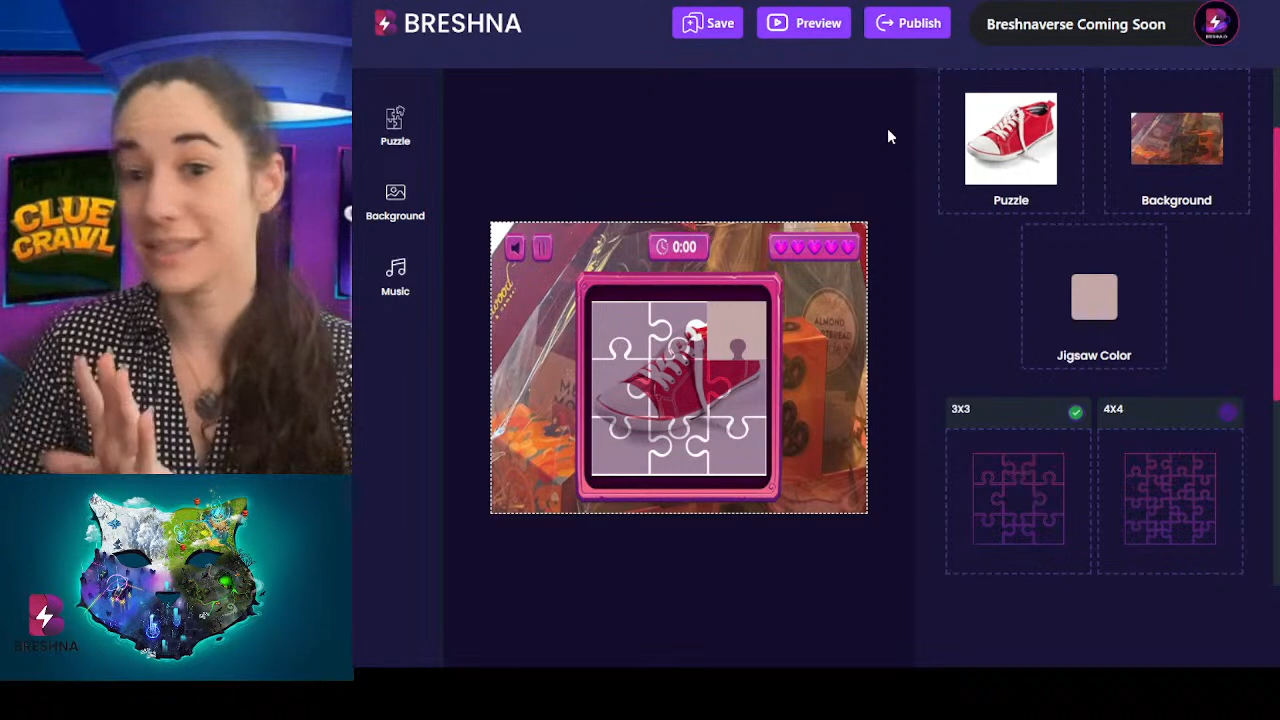 BRESHNA
Save
Preview
Publish
Breshnaverse Coming Soon
CLUE
CRAWL
Puzzle
Background
Music
0:00
ALMOND
Puzzle
Background
Jigsaw Color
3X3
4X4
BRESHNA